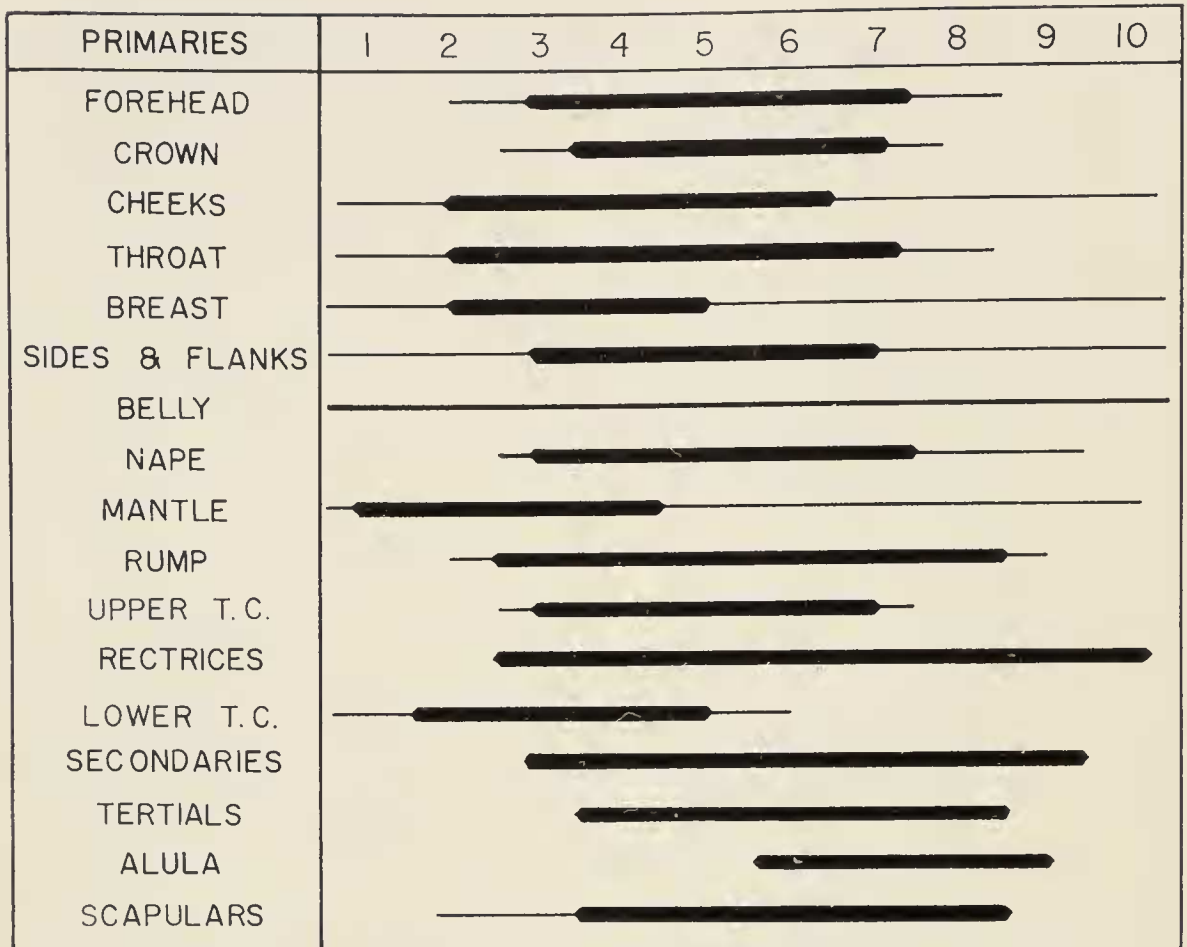 PRIMARIES 1 2 3 4 5 6 7 8 9 10
FOREHEAD
CROWN
CHEEKS
THROAT
BREAST
SIDES & FLANKS
BELLY
NAPE
MANTLE
RUMP
UPPER T.C.
RECTRICES
LOWER T.C.
SECONDARIES
TERTIALS
ALULA
SCAPULARS